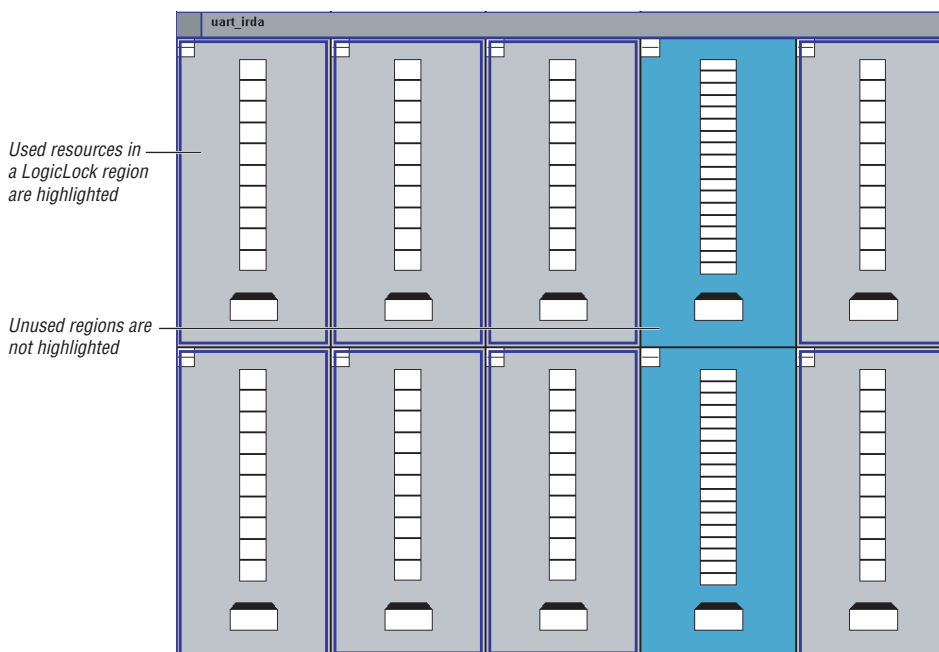 uart_irda
Used resources in
a LogicLock region
are highlighted
Unused regions are
not highlighted